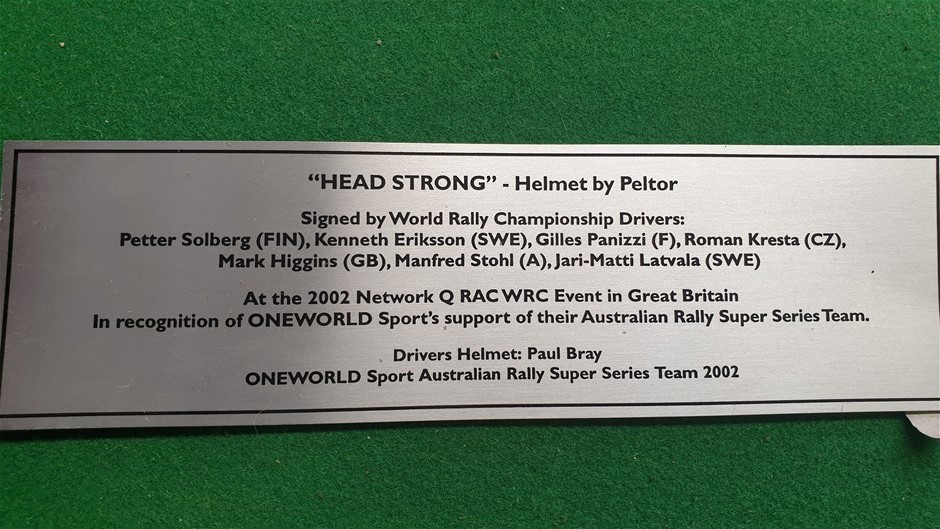 “HEAD STRONG” - Helmet by Peltor
Signed by World Rally Championship Drivers:
Petter Solberg (FIN), Kenneth Eriksson (SWE), Gilles Panizzi (F), Roman Kresta (CZ),
Mark Higgins (GB), Manfred Stohl (A), Jari-Matti Latvala (SWE)
At the 2002 Network Q RAC WRC Event in Great Britain
In recognition of ONEWORLD Sport’s support of their Australian Rally Super Series Team.
Drivers Helmet: Paul Bray
ONEWORLD Sport Australian Rally Super Series Team 2002